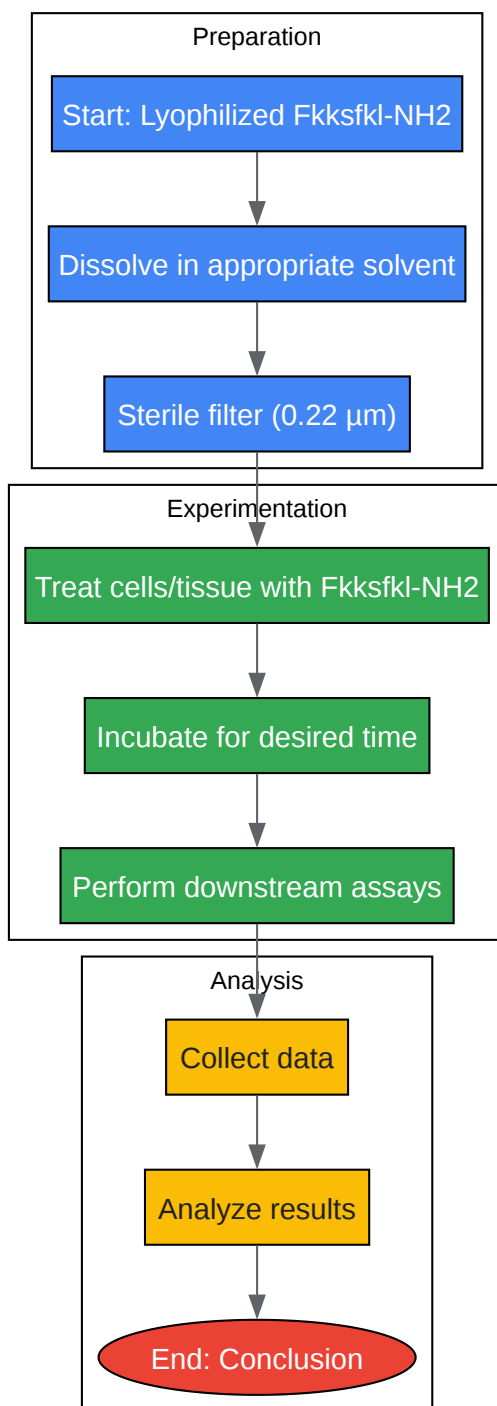 Preparation
Start: Lyophilized Fkksfkl-NH2
Dissolve in appropriate solvent
Sterile filter (0.22 µm)
Experimentation
Treat cells/tissue with Fkksfkl-NH2
Incubate for desired time
Perform downstream assays
Analysis
Collect data
Analyze results
End: Conclusion